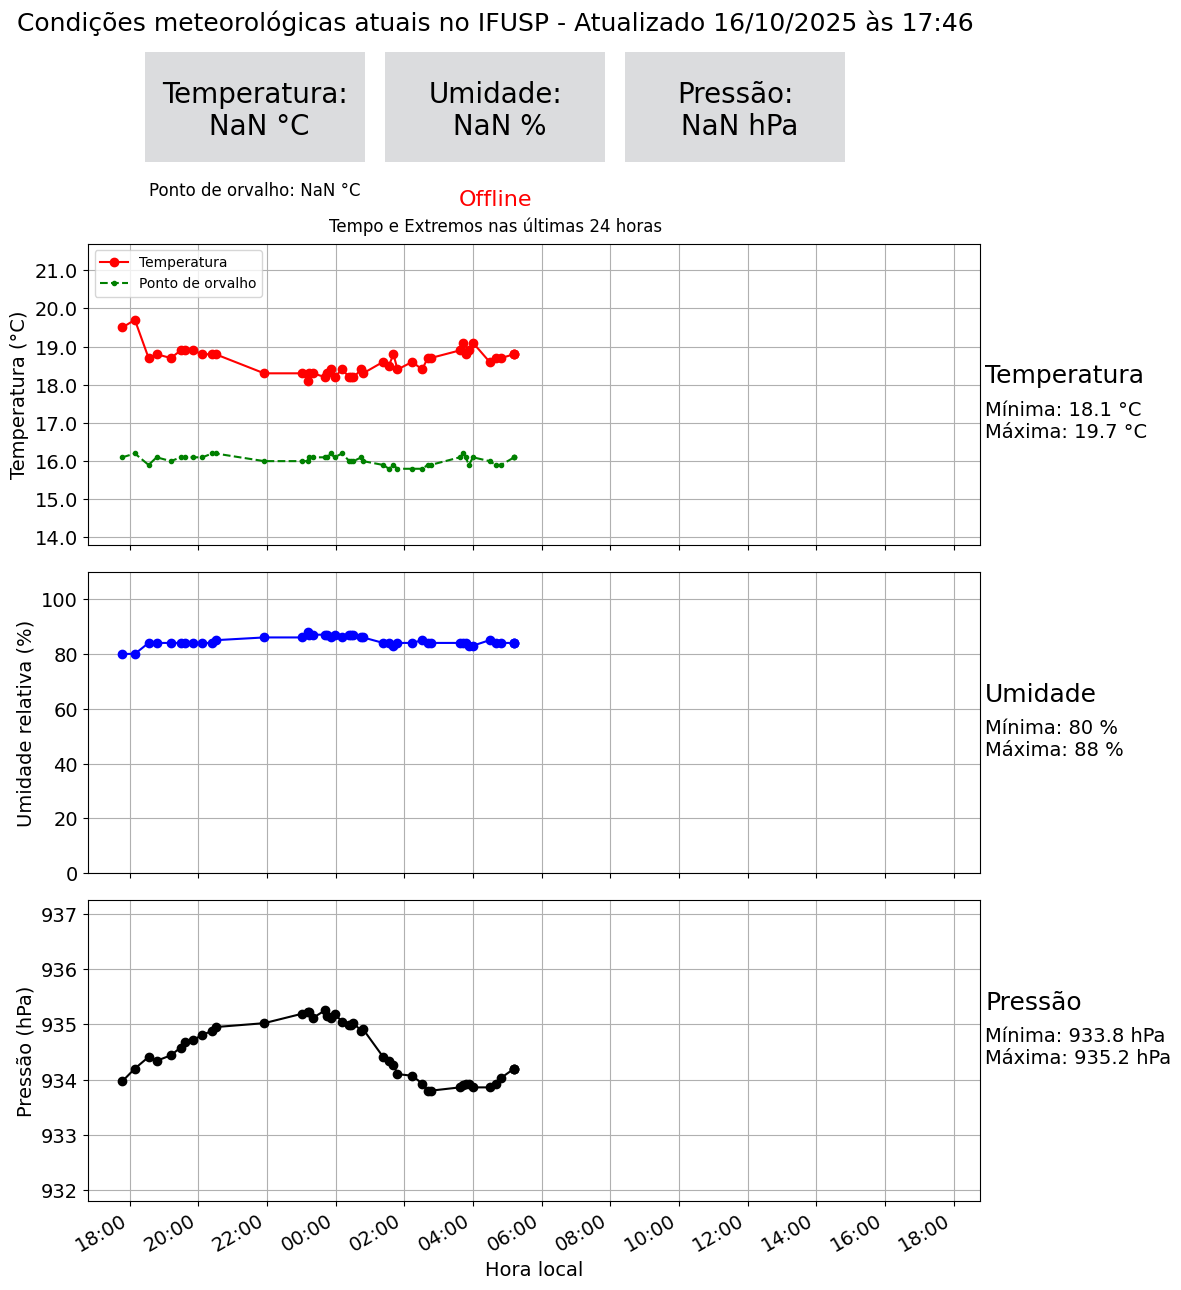 Condições meteorológicas atuais no IFUSP - Atualizado 16/10/2025 às 17:46
Temperatura:
NaN °C
Umidade:
NaN %
Pressão:
NaN hPa
Ponto de orvalho: NaN °C
Offline
Tempo e Extremos nas últimas 24 horas
Temperatura
Ponto de orvalho
Temperatura (°C)
21.0
20.0
19.0
18.0
17.0
16.0
15.0
14.0
Temperatura
Mínima: 18.1 °C
Máxima: 19.7 °C
Umidade relativa (%)
100
80
60
40
20
0
Umidade
Mínima: 80 %
Máxima: 88 %
Pressão (hPa)
937
936
935
934
933
932
Pressão
Mínima: 933.8 hPa
Máxima: 935.2 hPa
18:00
20:00
22:00
00:00
02:00
04:00
06:00
08:00
10:00
12:00
14:00
16:00
18:00
Hora local